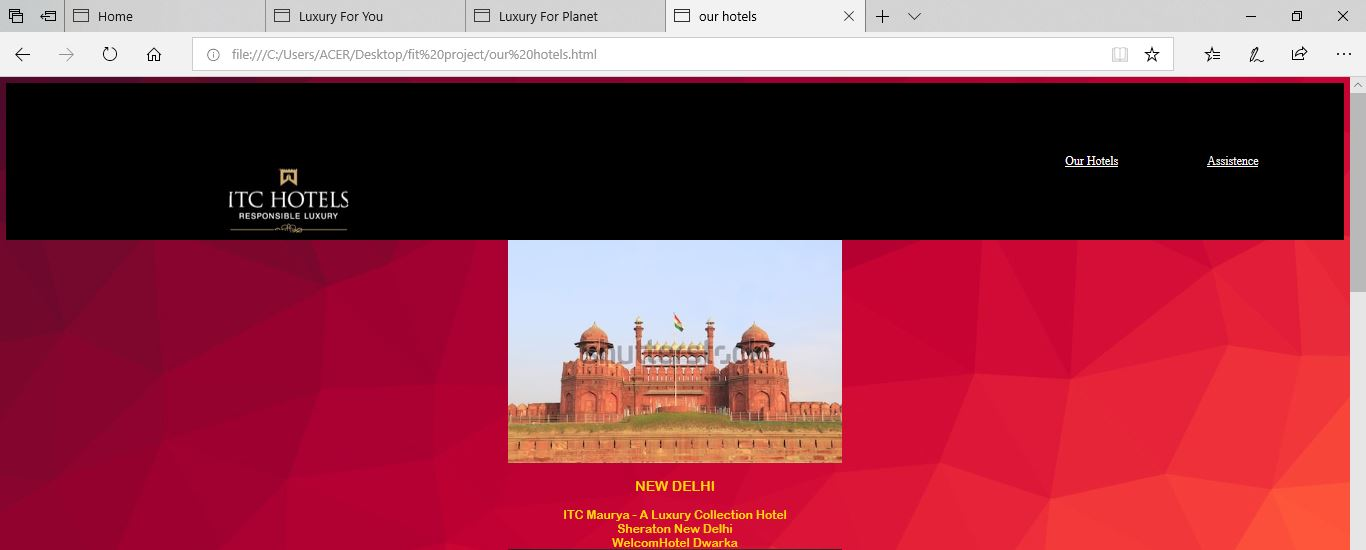 Home
Luxury For You
Luxury For Planet
our hotels
file:///C:/Users/ACER/Desktop/fit%20project/our%20hotels.html
Our Hotels
Assistence
ITC HOTELS
RESPONSIBLE LUXURY
NEW DELHI
ITC Maurya - A Luxury Collection Hotel
Sheraton New Delhi
WelcomHotel Dwarka